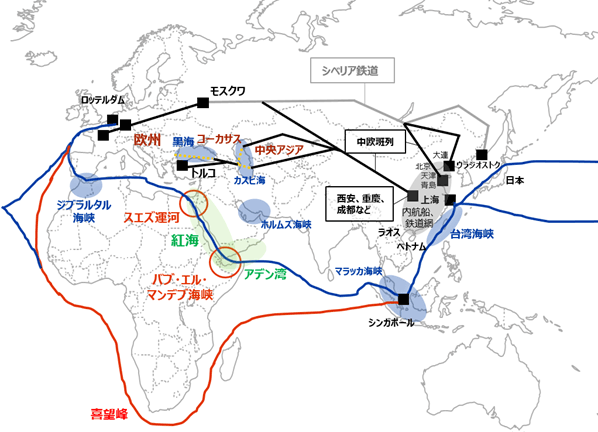 シベリア鉄道
モスクワ
ロッテルダム
欧州
黒海
コーカサス
中央アジア
中欧班列
大連
ウラジオストク
北京
天津
青島
トルコ
カスピ海
日本
ジブラルタル
海峡
スエズ運河
ホルムズ海峡
西安、重慶、
成都など
上海
内航船、
鉄道網
ラオス
ベトナム
台湾海峡
紅海
アデン湾
バブ・エル・
マンデブ海峡
マラッカ海峡
シンガポール
喜望峰